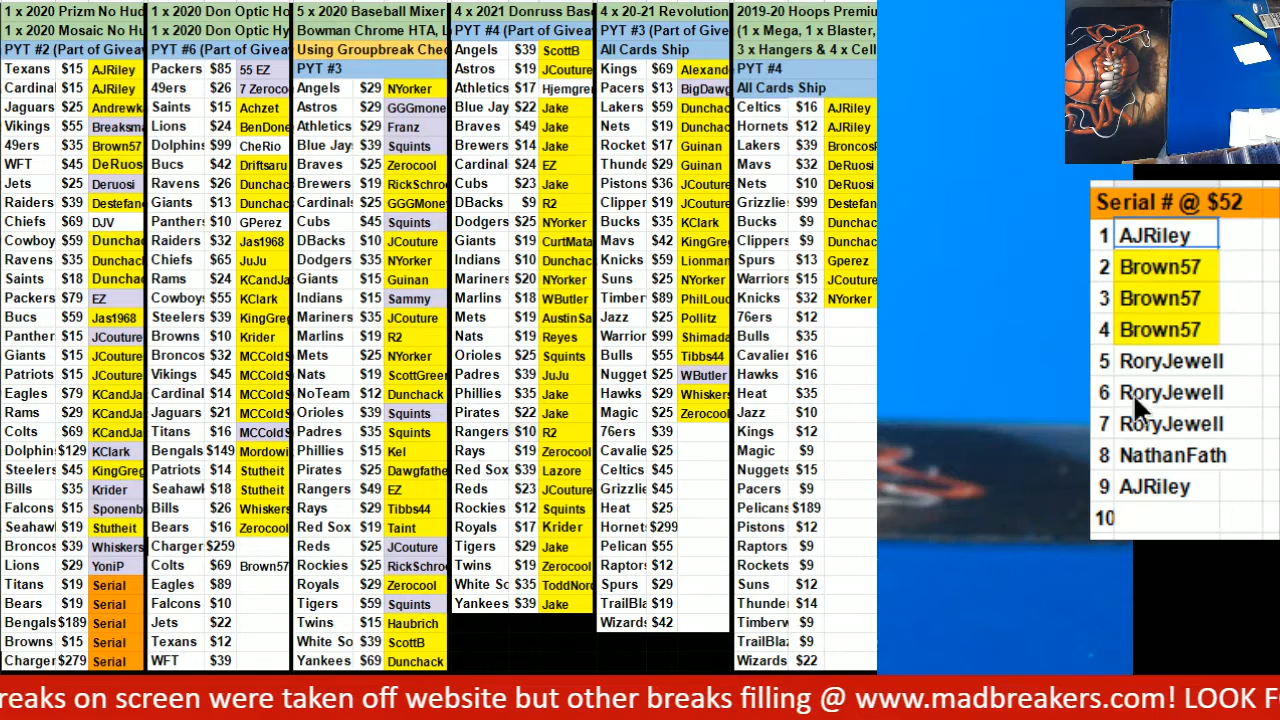 1 x 2020 Prizm No Hu
1 x 2020 Mosaic No Hu
PYT #2 (Part of Givea
Texans $15 AJRiley
Cardinal $15 AJRiley
Jaguars $25 Andrewk
Vikings $55 Breaksma
49ers $35 Brown57
WFT $45 DeRuos
Jets $25 Deruosi
Raiders $39 Destefan
Chiefs $69 DJV
Cowboy $59 Duncha
Ravens $35 Dunchac
Saints $18 Duncha
Packers $79 EZ
Bucs $59 Jas1968
Panther $15 JCouture
Giants $15 JCouture
Patriots $15 JCouture
Eagles $79 KCandJa
Rams $29 KCandJa
Colts $69 KCandJa
Dolphin $129 KClark
Steelers $45 KingGreg
Bills $35 Krider
Falcons $15 Sponenb
Seahaw $19 Stutheit
Broncos $39 Whiskers
Lions $29 YoniP
Titans $19 Serial
Bears $19 Serial
Bengals $189 Serial
Browns $15 Serial
Charger $279 Serial
1 x 2020 Don Optic Ho
1 x 2020 Don Optic Hy
PYT #6 (Part of Givea
Packers $85 55 EZ
49ers $26 7 Zeroco
Saints $15 Achzet
Lions $24 BenDone
Dolphins $99 CheRio
Bucs $42 Driftsaru
Ravens $26 Dunchac
Giants $13 Dunchac
Panthers $10 GPerez
Raiders $32 Jas1968
Chiefs $65 JuJu
Rams $24 KCandJa
Cowboys $55 KClark
Steelers $39 KingGreg
Browns $10 Krider
Broncos $32 MCColdS
Vikings $45 MCColdS
Cardinal $14 MCColdS
Jaguars $21 MCColdS
Titans $16 MCColdS
Bengals $149 Mordowi
Patriots $14 Stutheit
Seahawk $18 Stutheit
Bills $26 Whiskers
Bears $16 Zerocool
Charger $259
Colts $69 Brown57
Eagles $89
Falcons $10
Jets $22
Texans $12
WFT $39
5 x 2020 Baseball Mixer
Bowman Chrome HTA, L
Using Groupbreak Chec
PYT #3
Angels $29 NYorker
Astros $29 GGGmone
Athletics $29 Franz
Blue Jay $39 Squints
Braves $25 Zerocool
Brewers $19 RickSchroe
Cardinals $25 GGGMoney
Cubs $45 Squints
DBacks $10 JCouture
Dodgers $35 NYorker
Giants $15 Guinan
Indians $15 Sammy
Mariners $35 JCouture
Marlins $19 R2
Mets $25 NYorker
Nats $19 ScottGreen
NoTeam $12 Dunchack
Orioles $39 Squints
Padres $35 Squints
Phillies $15 Kel
Pirates $25 Dawgfathe
Rangers $49 EZ
Rays $29 Tibbs44
Red Sox $19 Taint
Reds $25 JCouture
Rockies $25 RickSchroe
Royals $29 Zerocool
Tigers $59 Squints
Twins $15 Haubrich
White So $39 ScottB
Yankees $69 Dunchack
4 x 2021 Donruss Bas
PYT #4 (Part of Givea
Angels $39 ScottB
Astros $19 JCouture
Athletics $17 Hjemgre
Blue Jay $22 Jake
Braves $49 Jake
Brewers $14 Jake
Cardinal $24 EZ
Cubs $23 Jake
DBacks $9 R2
Dodgers $25 NYorker
Giants $19 CurtMata
Indians $10 Dunchac
Mariners $20 NYorker
Marlins $18 WButler
Mets $19 AustinSa
Nats $19 Reyes
Orioles $25 Squints
Padres $39 JuJu
Phillies $35 Jake
Pirates $22 Jake
Rangers $10 R2
Rays $19 Zerocool
Red Sox $39 Lazore
Reds $23 JCouture
Rockies $12 Squints
Royals $17 Krider
Tigers $29 Jake
Twins $19 Zerocool
White So $35 ToddNord
Yankees $39 Jake
4 x 20-21 Revolution
PYT #3 (Part of Give
All Cards Ship
Kings $69 Alexand
Pacers $13 BigDawg
Lakers $59 Dunchac
Nets $19 Dunchac
Rocket $17 Guinan
Thunde $29 Guinan
Pistons $36 JCouture
Clipper $19 JCouture
Bucks $35 KClark
Mavs $42 KingGre
Knicks $59 Lionman
Suns $25 NYorker
Timber $89 PhilLouc
Jazz $25 Pollitz
Warrior $99 Shimada
Bulls $55 Tibbs44
Nugget $25 WButler
Hawks $29 Whiskers
Magic $25 Zerocool
76ers $39
Cavalie $25
Celtics $45
Grizzlie $45
Heat $25
Hornet $299
Pelican $55
Raptor $12
Spurs $29
TrailBla $19
Wizard $42
2019-20 Hoops Premiu
(1 x Mega, 1 x Blaster,
3 x Hangers & 4 x Cell
PYT #4
All Cards Ship
Celtics $16 AJRiley
Hornets $12 AJRiley
Lakers $39 Broncosl
Mavs $32 DeRuosi
Nets $10 DeRuosi
Grizzlie $99 Destefan
Bucks $9 Dunchac
Clippers $9 Dunchac
Spurs $13 Gperez
Warriors $15 JCouture
Knicks $32 NYorker
76ers $12
Bulls $35
Cavalier $16
Hawks $16
Heat $35
Jazz $10
Kings $12
Magic $9
Nuggets $15
Pacers $9
Pelicans $189
Pistons $12
Raptors $9
Rockets $9
Suns $12
Thunder $14
Timberw $9
TrailBlaz $9
Wizards $22
Serial # @ $52
1 AJRiley
2 Brown57
3 Brown57
4 Brown57
5 RoryJewell
6 RoryJewell
7 RoryJewell
8 NathanFath
9 AJRiley
10
reaks on screen were taken off website but other breaks filling @ www.madbreakers.com! LOOK F